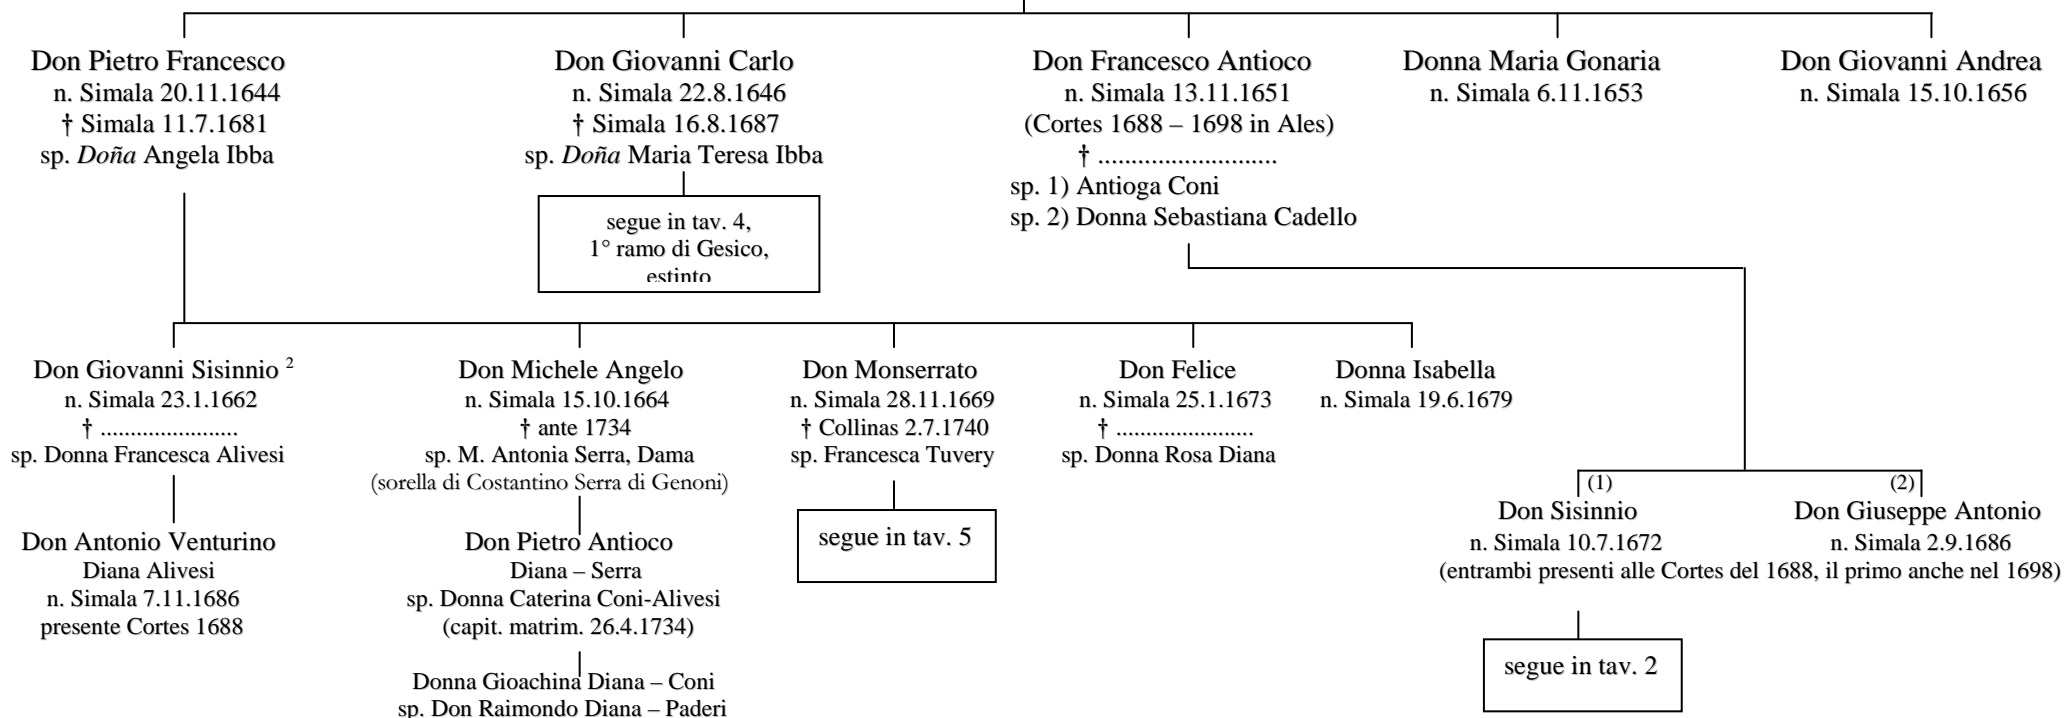 Don Pietro Francesco
n. Simala 20.11.1644
† Simala 11.7.1681
sp. Doña Angela Ibba
Don Giovanni Carlo
n. Simala 22.8.1646
† Simala 16.8.1687
sp. Doña Maria Teresa Ibba
segue in tav. 4,
1° ramo di Gesico,
estinto
Don Francesco Antioco
n. Simala 13.11.1651
(Cortes 1688 – 1698 in Ales)
† ...........................
sp. 1) Antioga Coni
sp. 2) Donna Sebastiana Cadello
Donna Maria Gonaria
n. Simala 6.11.1653
Don Giovanni Andrea
n. Simala 15.10.1656
Don Giovanni Sisinnio 2
n. Simala 23.1.1662
† .......................
sp. Donna Francesca Alivesi
Don Antonio Venturino
Diana Alivesi
n. Simala 7.11.1686
presente Cortes 1688
Don Michele Angelo
n. Simala 15.10.1664
† ante 1734
sp. M. Antonia Serra, Dama
(sorella di Costantino Serra di Genoni)
Don Pietro Antioco
Diana – Serra
sp. Donna Caterina Coni-Alivesi
(capit. matrim. 26.4.1734)
Donna Gioachina Diana – Coni
sp. Don Raimondo Diana – Paderi
Don Monserrato
n. Simala 28.11.1669
† Collinas 2.7.1740
sp. Francesca Tuvery
segue in tav. 5
Don Felice
n. Simala 25.1.1673
† .......................
sp. Donna Rosa Diana
Donna Isabella
n. Simala 19.6.1679
(1)
Don Sisinnio
n. Simala 10.7.1672
(2)
Don Giuseppe Antonio
n. Simala 2.9.1686
(entrambi presenti alle Cortes del 1688, il primo anche nel 1698)
segue in tav. 2